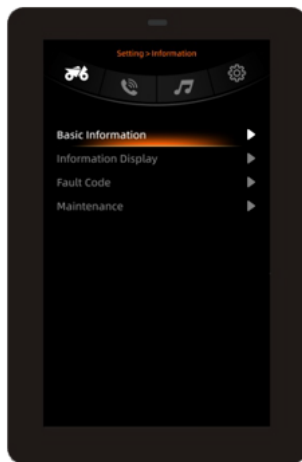 Setting > Information
Basic Information
Information Display
Fault Code
Maintenance